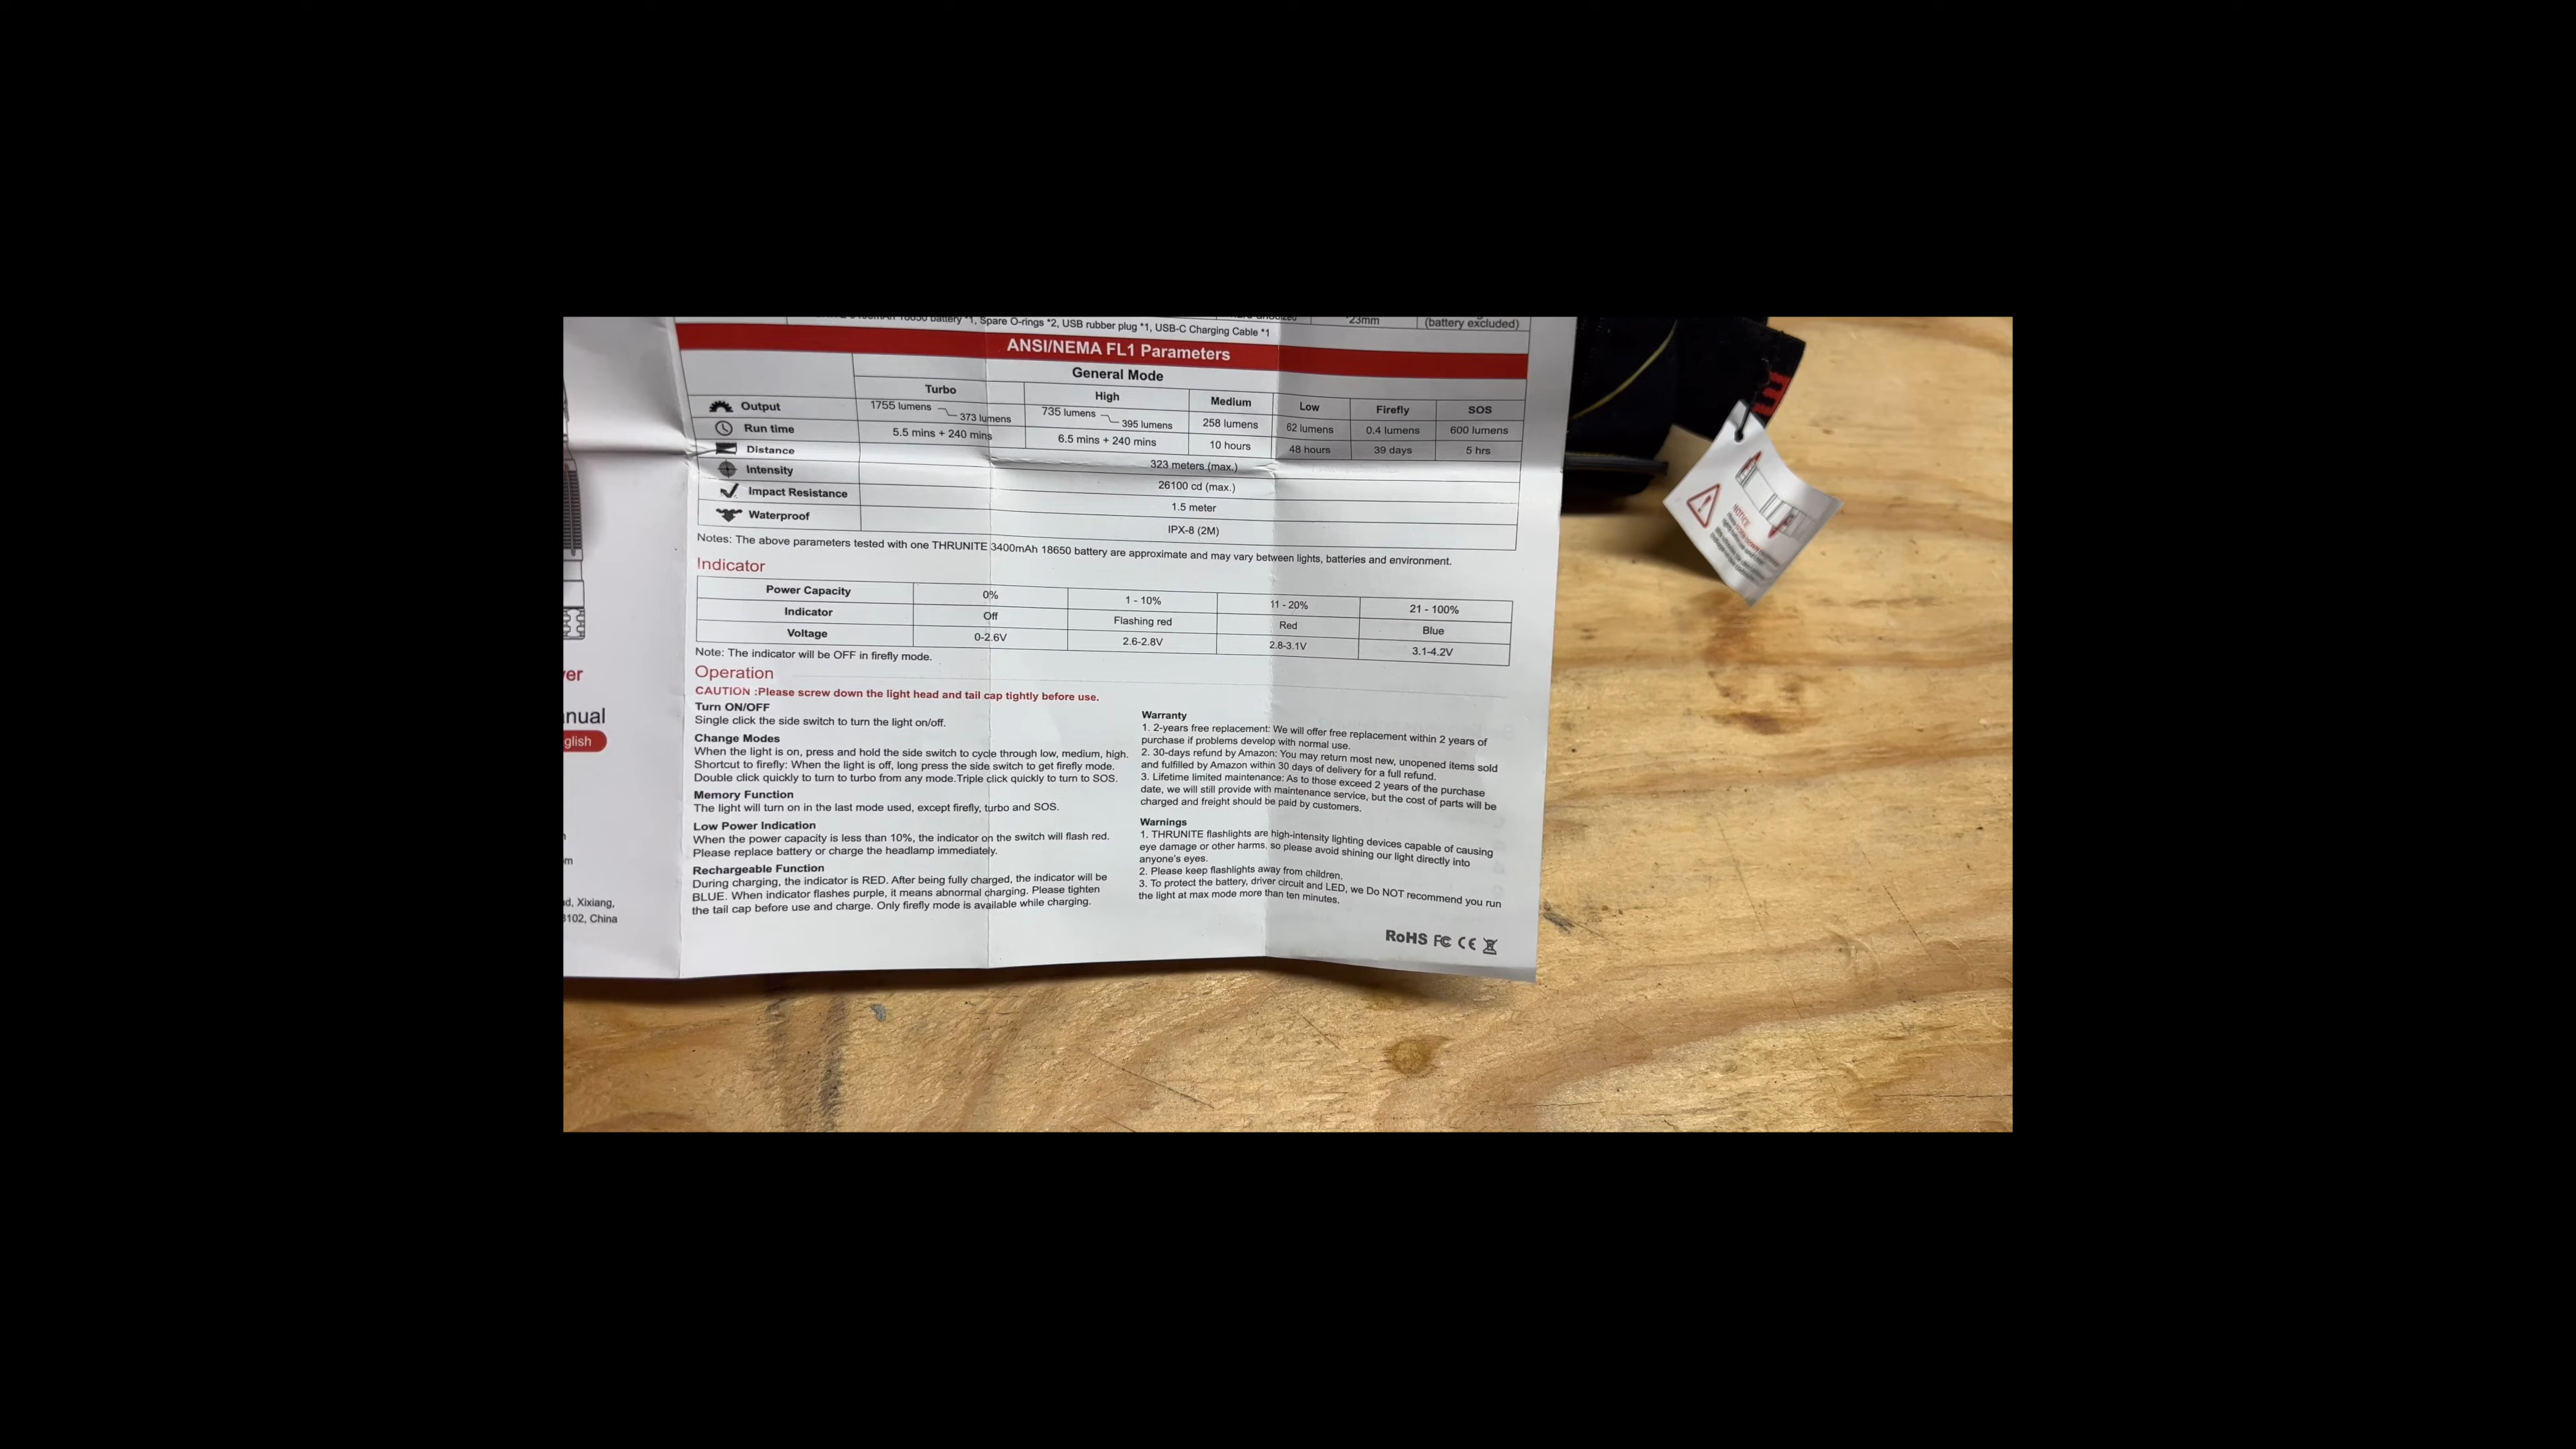 battery *1, Spare O-rings *2, USB rubber plug *1, USB-C Charging Cable *1
*23mm
(battery excluded)
ANSI/NEMA FL1 Parameters
General Mode
Turbo High Medium Low Firefly SOS
Output 1755 lumens 373 lumens 735 lumens 395 lumens 258 lumens 62 lumens 0.4 lumens 600 lumens
Run time 5.5 mins + 240 mins 6.5 mins + 240 mins 10 hours 48 hours 39 days 5 hrs
Distance 323 meters (max.)
Intensity 26100 cd (max.)
Impact Resistance 1.5 meter
Waterproof IPX-8 (2M)
Notes: The above parameters tested with one THRUNITE 3400mAh 18650 battery are approximate and may vary between lights, batteries and environment.
Indicator
Power Capacity 0% 1 - 10% 11 - 20% 21 - 100%
Indicator Off Flashing red Red Blue
Voltage 0-2.6V 2.6-2.8V 2.8-3.1V 3.1-4.2V
Note: The indicator will be OFF in firefly mode.
Operation
CAUTION :Please screw down the light head and tail cap tightly before use.
Turn ON/OFF
Single click the side switch to turn the light on/off.
Change Modes
When the light is on, press and hold the side switch to cycle through low, medium, high.
Shortcut to firefly: When the light is off, long press the side switch to get firefly mode.
Double click quickly to turn to turbo from any mode.Triple click quickly to turn to SOS.
Memory Function
The light will turn on in the last mode used, except firefly, turbo and SOS.
Low Power Indication
When the power capacity is less than 10%, the indicator on the switch will flash red.
Please replace battery or charge the headlamp immediately.
Rechargeable Function
During charging, the indicator is RED. After being fully charged, the indicator will be
BLUE. When indicator flashes purple, it means abnormal charging. Please tighten
the tail cap before use and charge. Only firefly mode is available while charging.
Warranty
1. 2-years free replacement: We will offer free replacement within 2 years of
purchase if problems develop with normal use.
2. 30-days refund by Amazon: You may return most new, unopened items sold
and fulfilled by Amazon within 30 days of delivery for a full refund.
3. Lifetime limited maintenance: As to those exceed 2 years of the purchase
date, we will still provide with maintenance service, but the cost of parts will be
charged and freight should be paid by customers.
Warnings
1. THRUNITE flashlights are high-intensity lighting devices capable of causing
eye damage or other harms, so please avoid shining our light directly into
anyone's eyes.
2. Please keep flashlights away from children.
3. To protect the battery, driver circuit and LED, we Do NOT recommend you run
the light at max mode more than ten minutes.
RoHS FC CE
er
nual
glish
m
d, Xixiang,
102, China
NOTICE